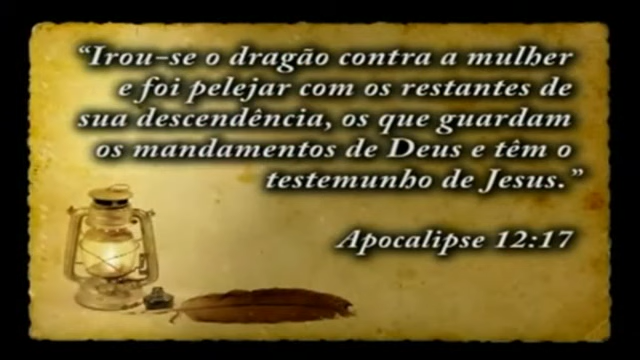 “Irou-se o dragão contra a mulher
e foi pelejar com os restantes de
sua descendência, os que guardam
os mandamentos de Deus e têm o
testemunho de Jesus.”
Apocalipse 12:17